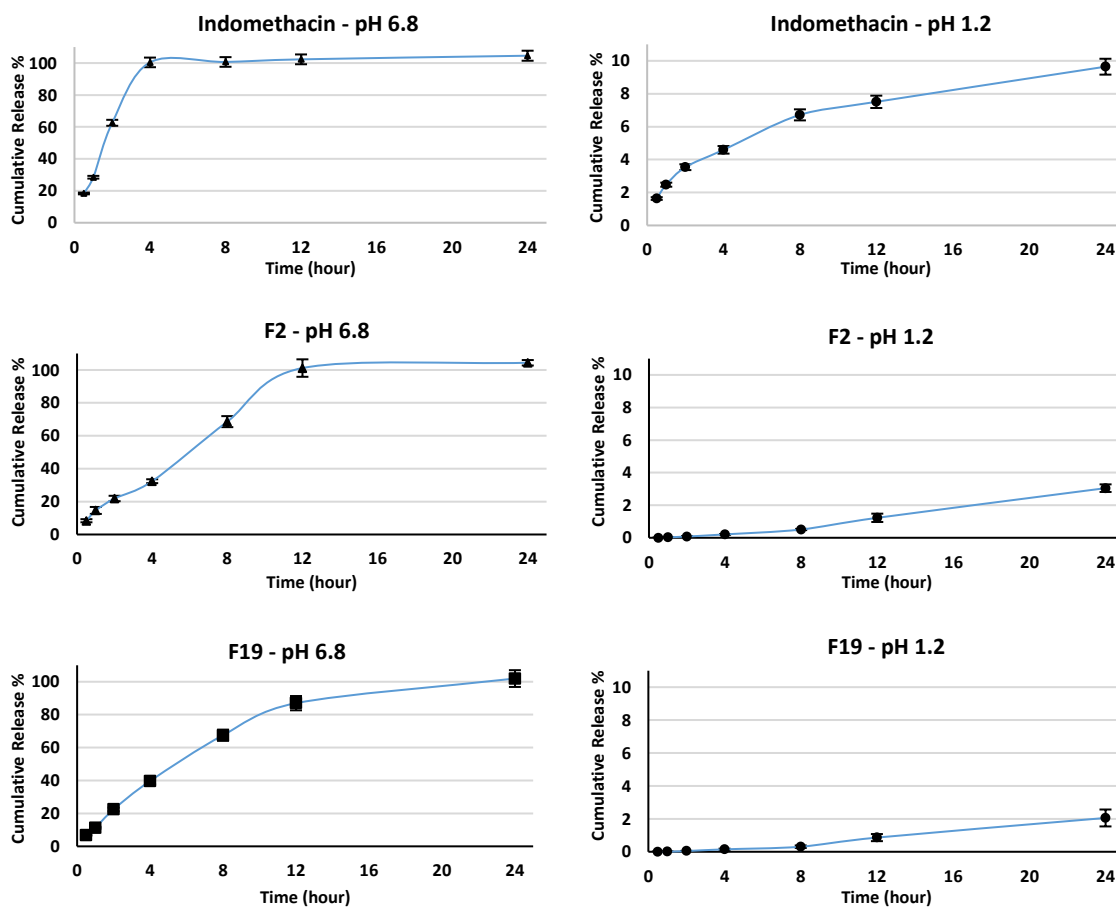 Indomethacin - pH 6.8
Cumulative Release %
100
80
60
40
20
0
0 4 8 12 16 20 24
Time (hour)
Indomethacin - pH 1.2
Cumulative Release %
10
8
6
4
2
0
0 4 8 12 16 20 24
Time (hour)
F2 - pH 6.8
Cumulative Release %
100
80
60
40
20
0
0 4 8 12 16 20 24
Time (hour)
F2 - pH 1.2
Cumulative Release %
10
8
6
4
2
0
0 4 8 12 16 20 24
Time (hour)
F19 - pH 6.8
Cumulative Release %
100
80
60
40
20
0
0 4 8 12 16 20 24
Time (hour)
F19 - pH 1.2
Cumulative Release %
10
8
6
4
2
0
0 4 8 12 16 20 24
Time (hour)